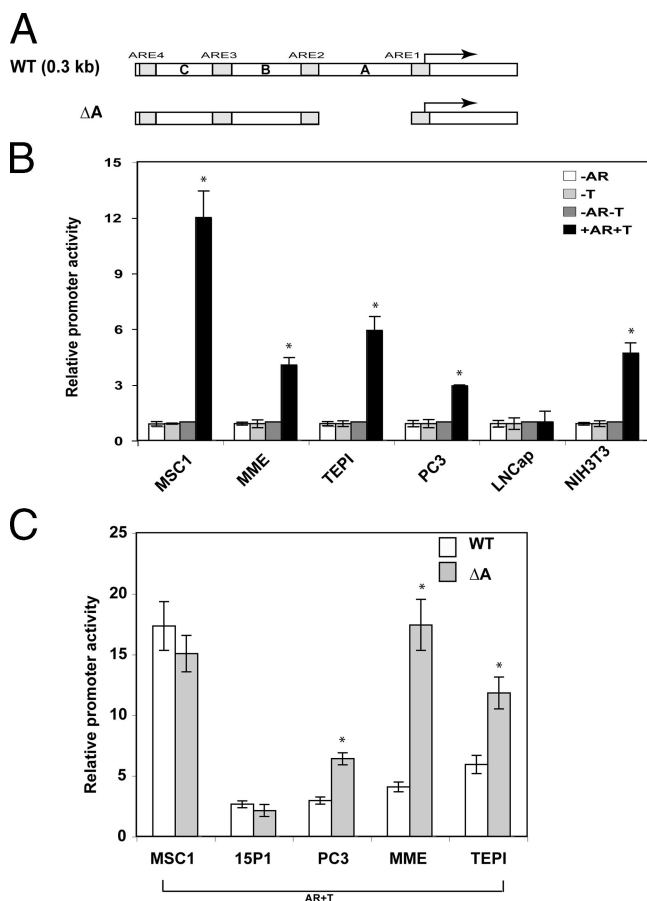 A
ARE4 ARE3 ARE2 ARE1
WT (0.3 kb) C B A
ΔA
B
Relative promoter activity
15
12
9
6
3
0
-AR
-T
-AR-T
+AR+T
* * * * *
MSC1 MME TEPI PC3 LNCap NIH3T3
C
Relative promoter activity
25
20
15
10
5
0
WT
ΔA
* * *
MSC1 15P1 PC3 MME TEPI
AR+T